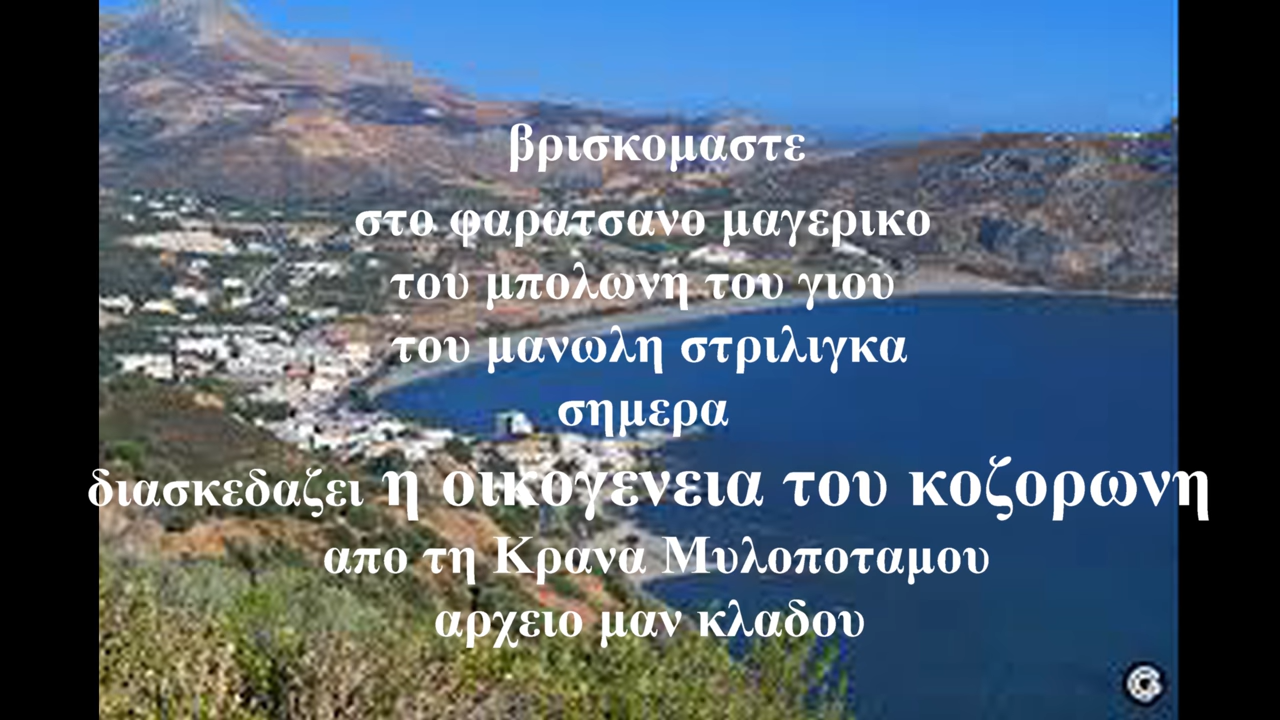 βρισκομαστε
στο φαρατσανο μαγερικο
του μπολωνη του γιου
του μανωλη στριλιγκα
σημερα
διασκεδαζει η οικογενεια του κοζορωνη
απο τη Κρανα Μυλοποταμου
αρχειο μαν κλαδου